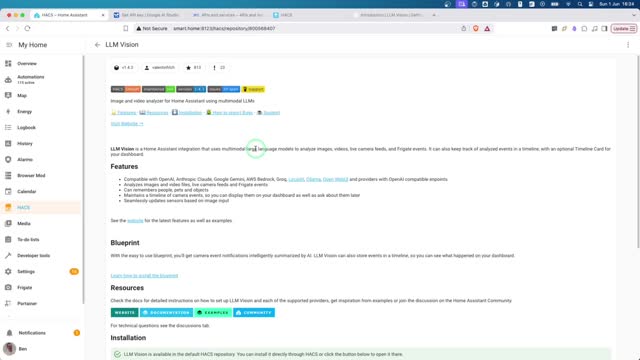 HACS – Home Assistant
Get API key | Google AI Studio
APIs and services – APIs and se
HACS
Introduction | LLM Vision | Getti
Sun 1 Jun 16:24
Not Secure
smart.home:8123/hacs/repository/800568407
Update
My Home
LLM Vision
Overview
Automations
Map
Energy
Logbook
History
Alarmo
Browser Mod
Calendar
HACS
Media
To-do lists
Developer tools
Settings
Frigate
Portainer
Notifications
1
Ben
v1.4.2
valentinfrlch
813
23
Image and video analyzer for Home Assistant using multimodal LLMs
Features · Resources · Installation · How to report Bugs · Support
Visit Website
LLM Vision is a Home Assistant integration that uses multimodal large language models to analyze images, videos, live camera feeds, and Frigate events. It can also keep track of analyzed events in a timeline, with an optional Timeline Card for
your dashboard.
Features
• Compatible with OpenAI, Anthropic Claude, Google Gemini, AWS Bedrock, Groq, LocalAI, Ollama, Open WebUI and providers with OpenAI compatible enpoints
• Analyzes images and video files, live camera feeds and Frigate events
• Can remember people, pets and objects
• Maintains a timeline of camera events, so you can display them on your dashboard as well as ask about them later
• Seamlessly updates sensors based on image input
See the website for the latest features as well as examples.
Blueprint
With the easy to use blueprint, you'll get camera event notifications intelligently summarized by AI. LLM Vision can also store events in a timeline, so you can see what happened on your dashboard.
Learn how to install the blueprint
Resources
Check the docs for detailed instructions on how to set up LLM Vision and each of the supported providers, get inspiration from examples or join the discussion on the Home Assistant Community.
WEBSITE DOCUMENTATION EXAMPLES COMMUNITY
For technical questions see the discussions tab.
Installation
LLM Vision is available in the default HACS repository. You can install it directly through HACS or click the button below to open it there.